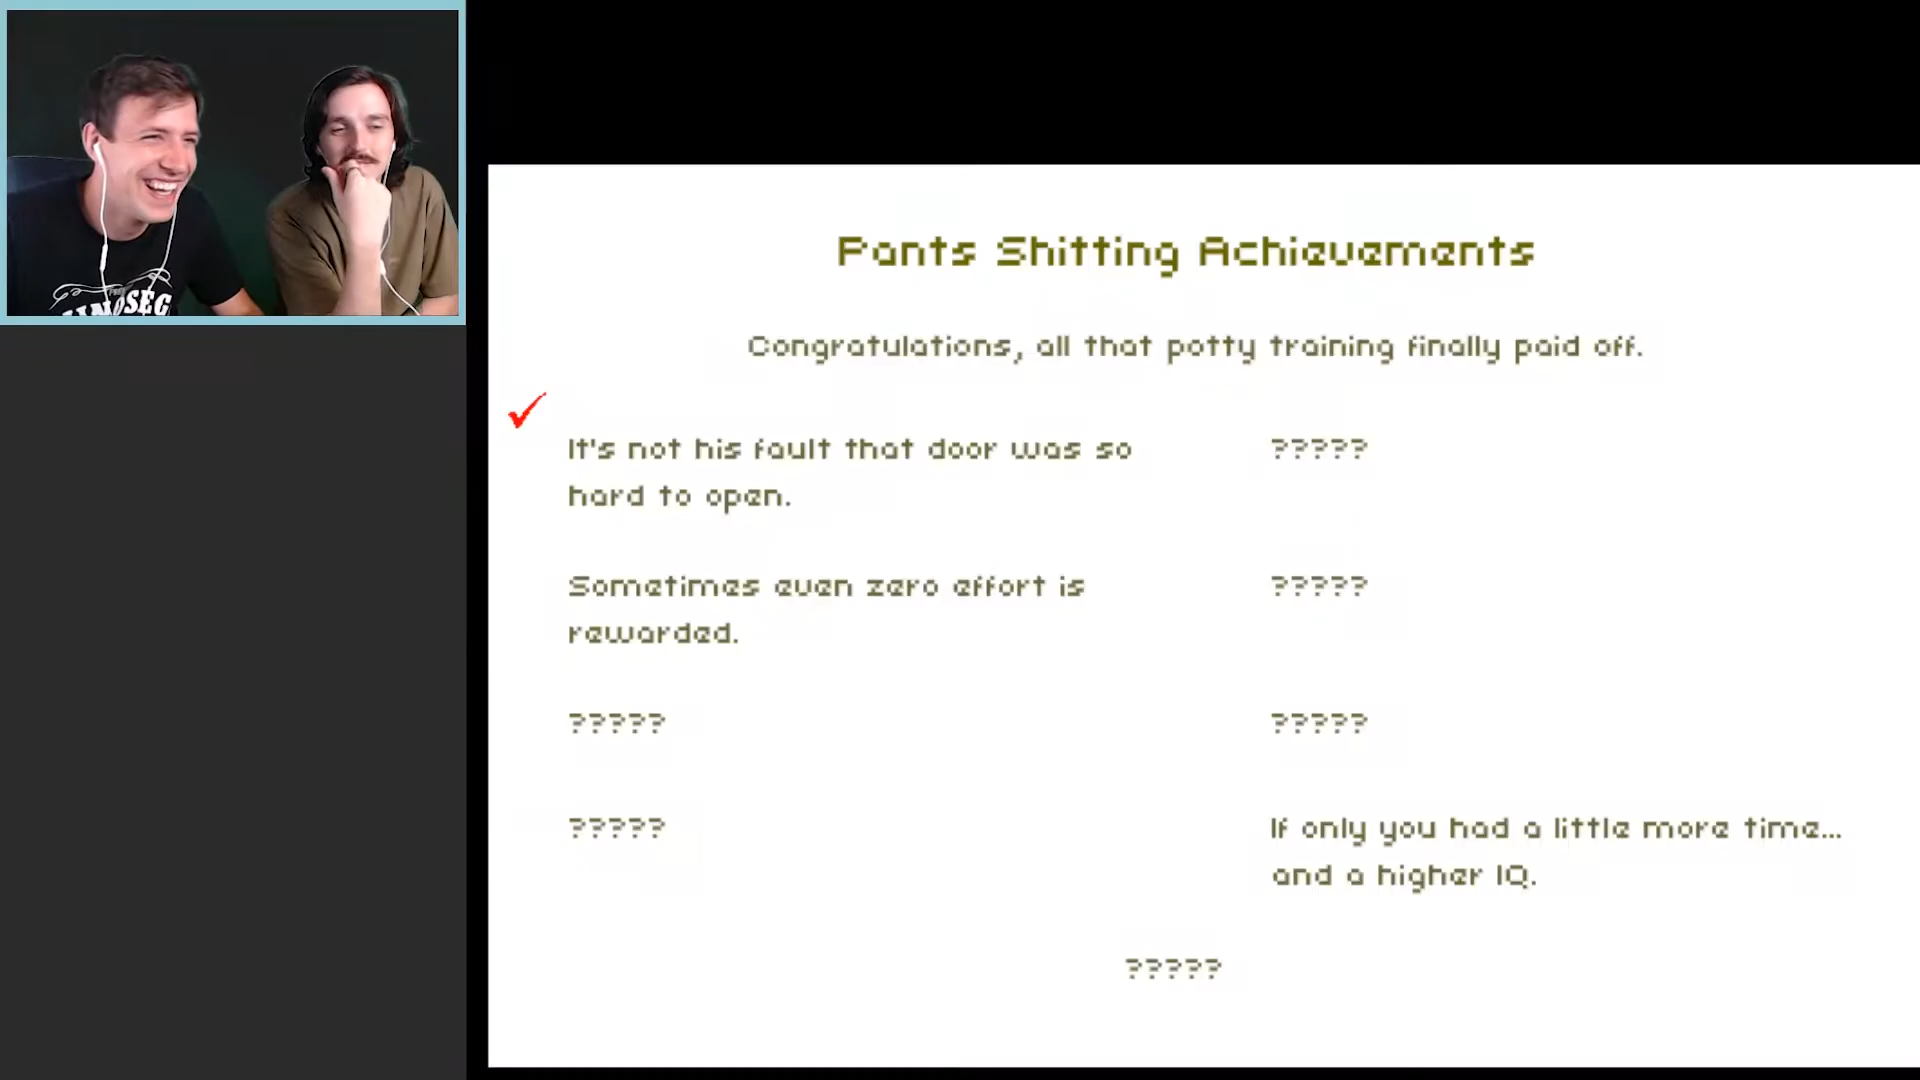 Pants Shitting Achievements
Congratulations, all that potty training finally paid off.
It's not his fault that door was so
hard to open.
?????
Sometimes even zero effort is
rewarded.
?????
?????
?????
?????
If only you had a little more time...
and a higher IQ.
?????